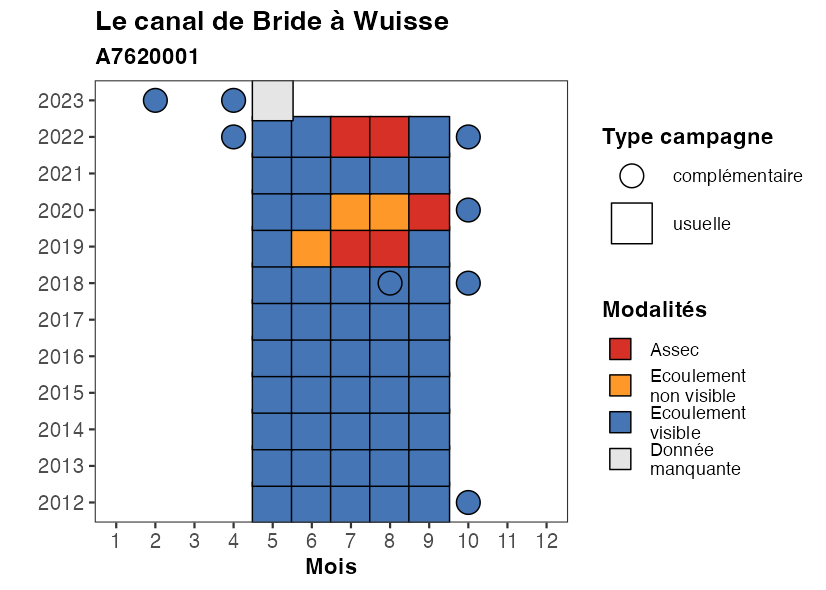 Le canal de Bride à Wuisse
A7620001
2023
2022
2021
2020
2019
2018
2017
2016
2015
2014
2013
2012
1 2 3 4 5 6 7 8 9 10 11 12
Mois
Type campagne
complémentaire
usuelle
Modalités
Assec
Ecoulement
non visible
Ecoulement
visible
Donnée
manquante